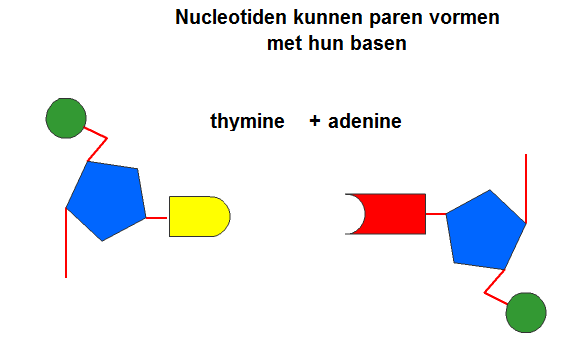 Nucleotiden kunnen paren vormen
met hun basen
thymine + adenine